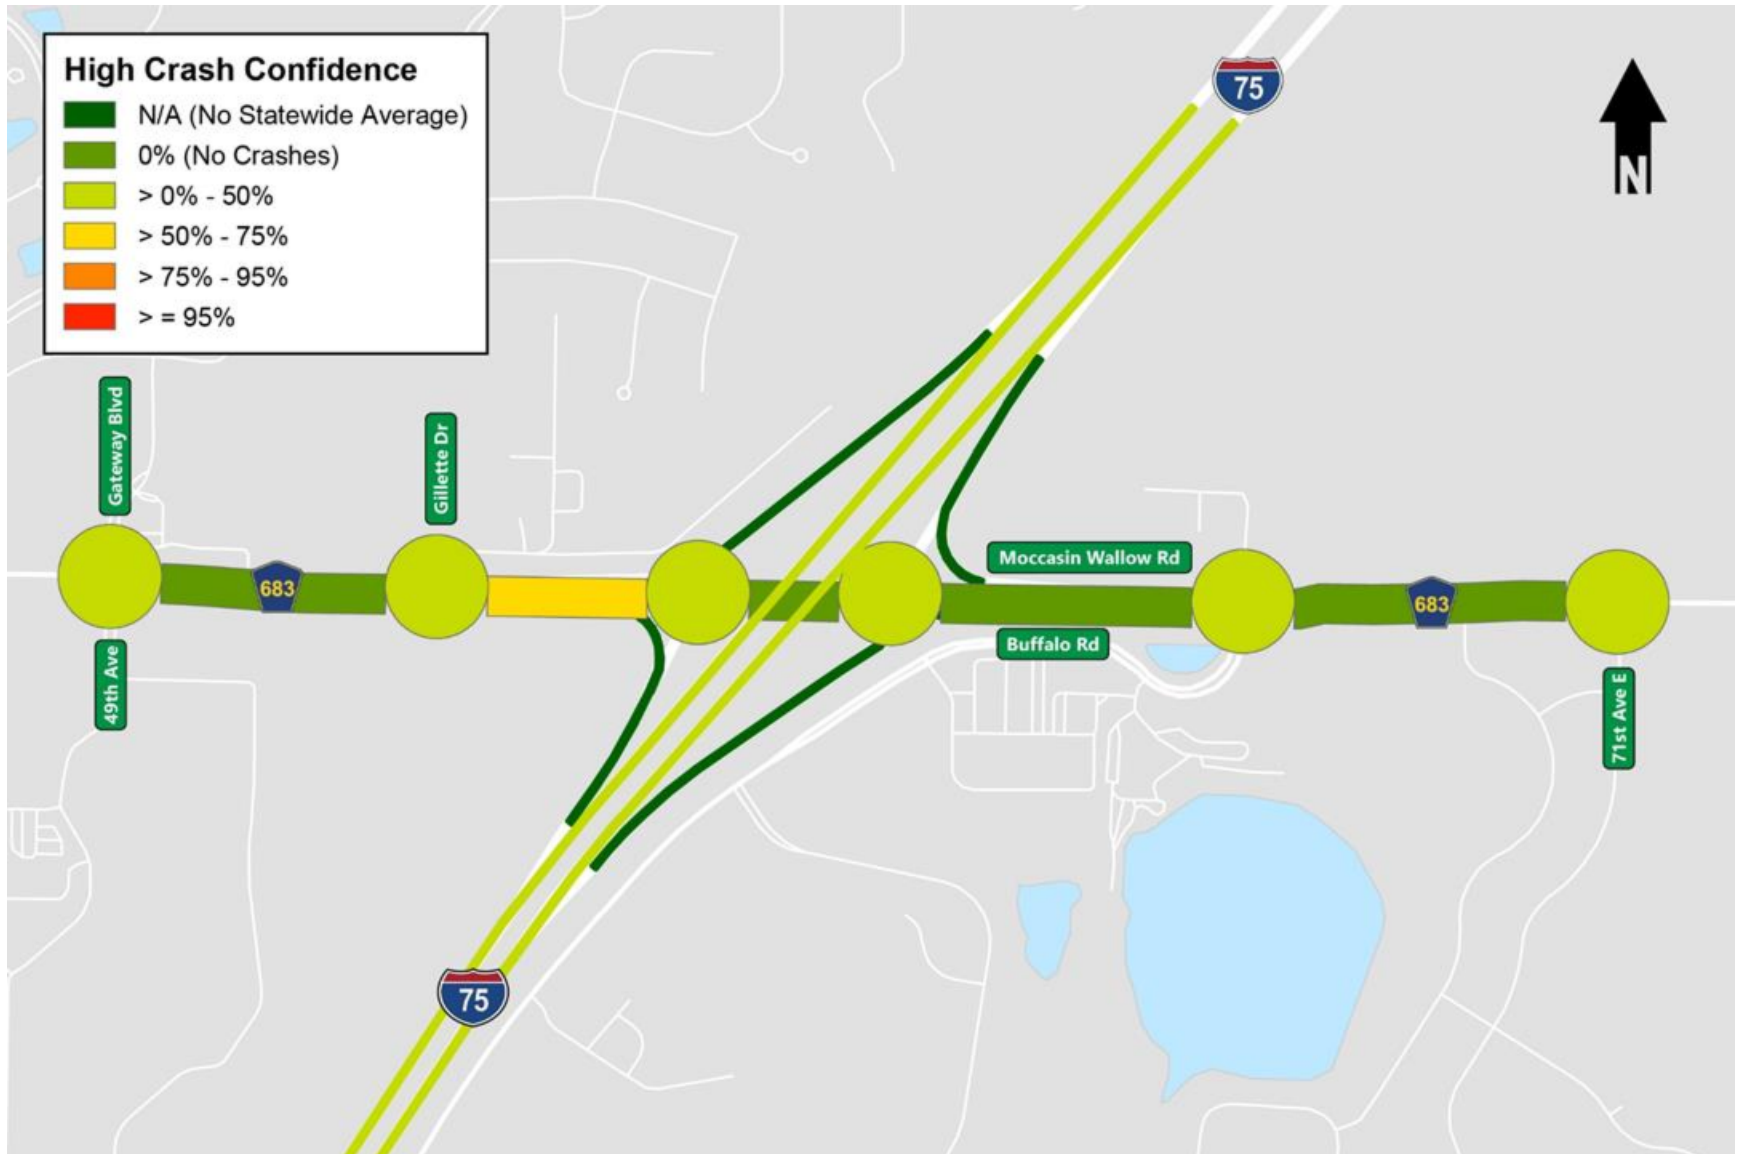 High Crash Confidence
N/A (No Statewide Average)
0% (No Crashes)
> 0% - 50%
> 50% - 75%
> 75% - 95%
> = 95%
75
N
Gateway Blvd
Gillette Dr
683
Moccasin Wallow Rd
683
Buffalo Rd
49th Ave
71st Ave E
75